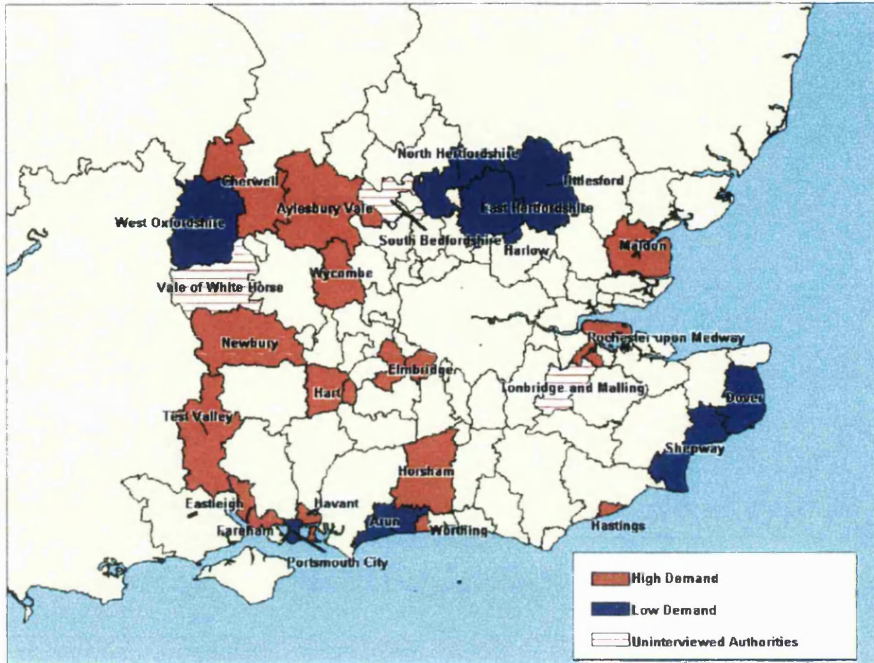 North Hertfordshire
Cherwell
Uttlesford
Aylesbury Vale
East Hertfordshire
West Oxfordshire
South Bedfordshire
Harlow
Maldon
Wycombe
Vale of White Horse
Rochester upon Medway
Newbury
Elmbridge
Hart
Tonbridge and Malling
Dover
Test Valley
Shepway
Horsham
Eastleigh
Havant
Arun
Fareham
Worthing
Hastings
Portsmouth City
High Demand
Low Demand
Uninterviewed Authorities